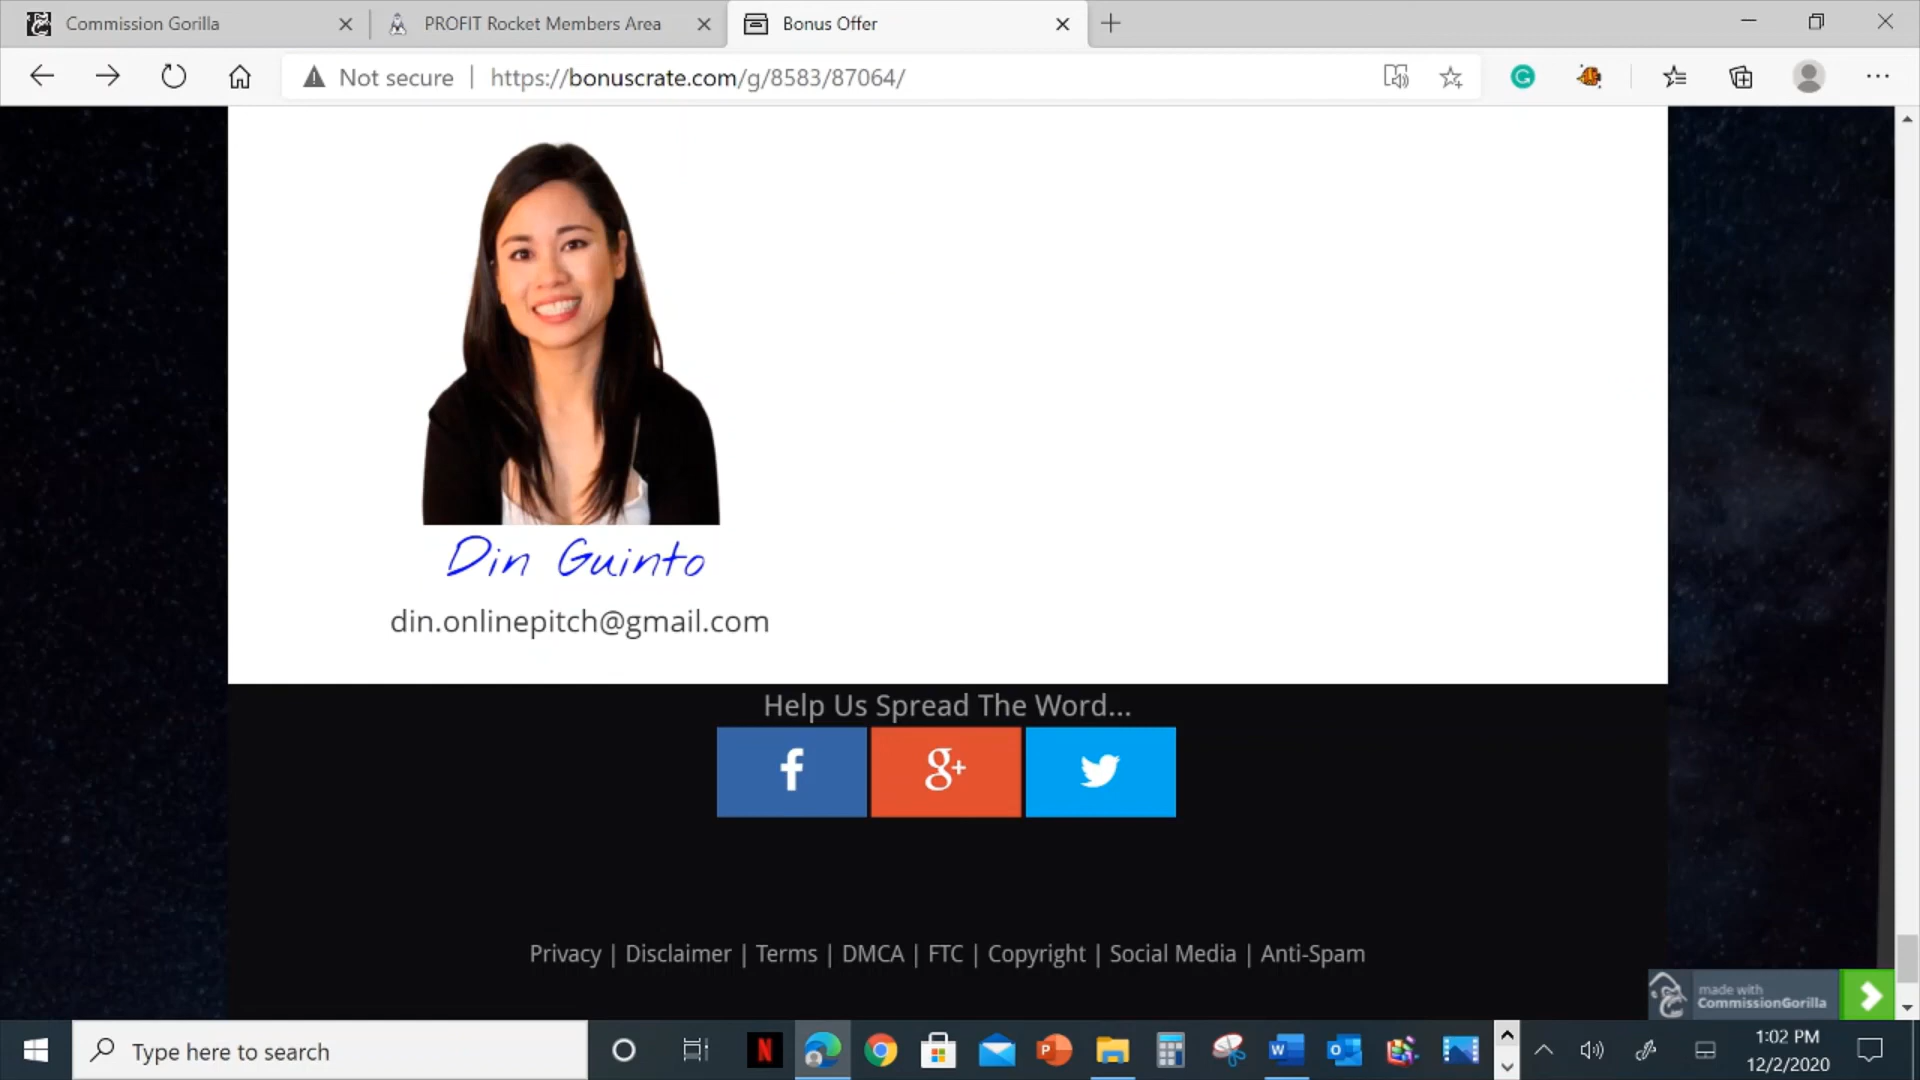 Commission Gorilla
PROFIT Rocket Members Area
Bonus Offer
Not secure
https://bonuscrate.com/g/8583/87064/
Din Guinto
din.onlinepitch@gmail.com
Help Us Spread The Word...
f
g+
Privacy | Disclaimer | Terms | DMCA | FTC | Copyright | Social Media | Anti-Spam
made with
CommissionGorilla
Type here to search
1:02 PM
12/2/2020